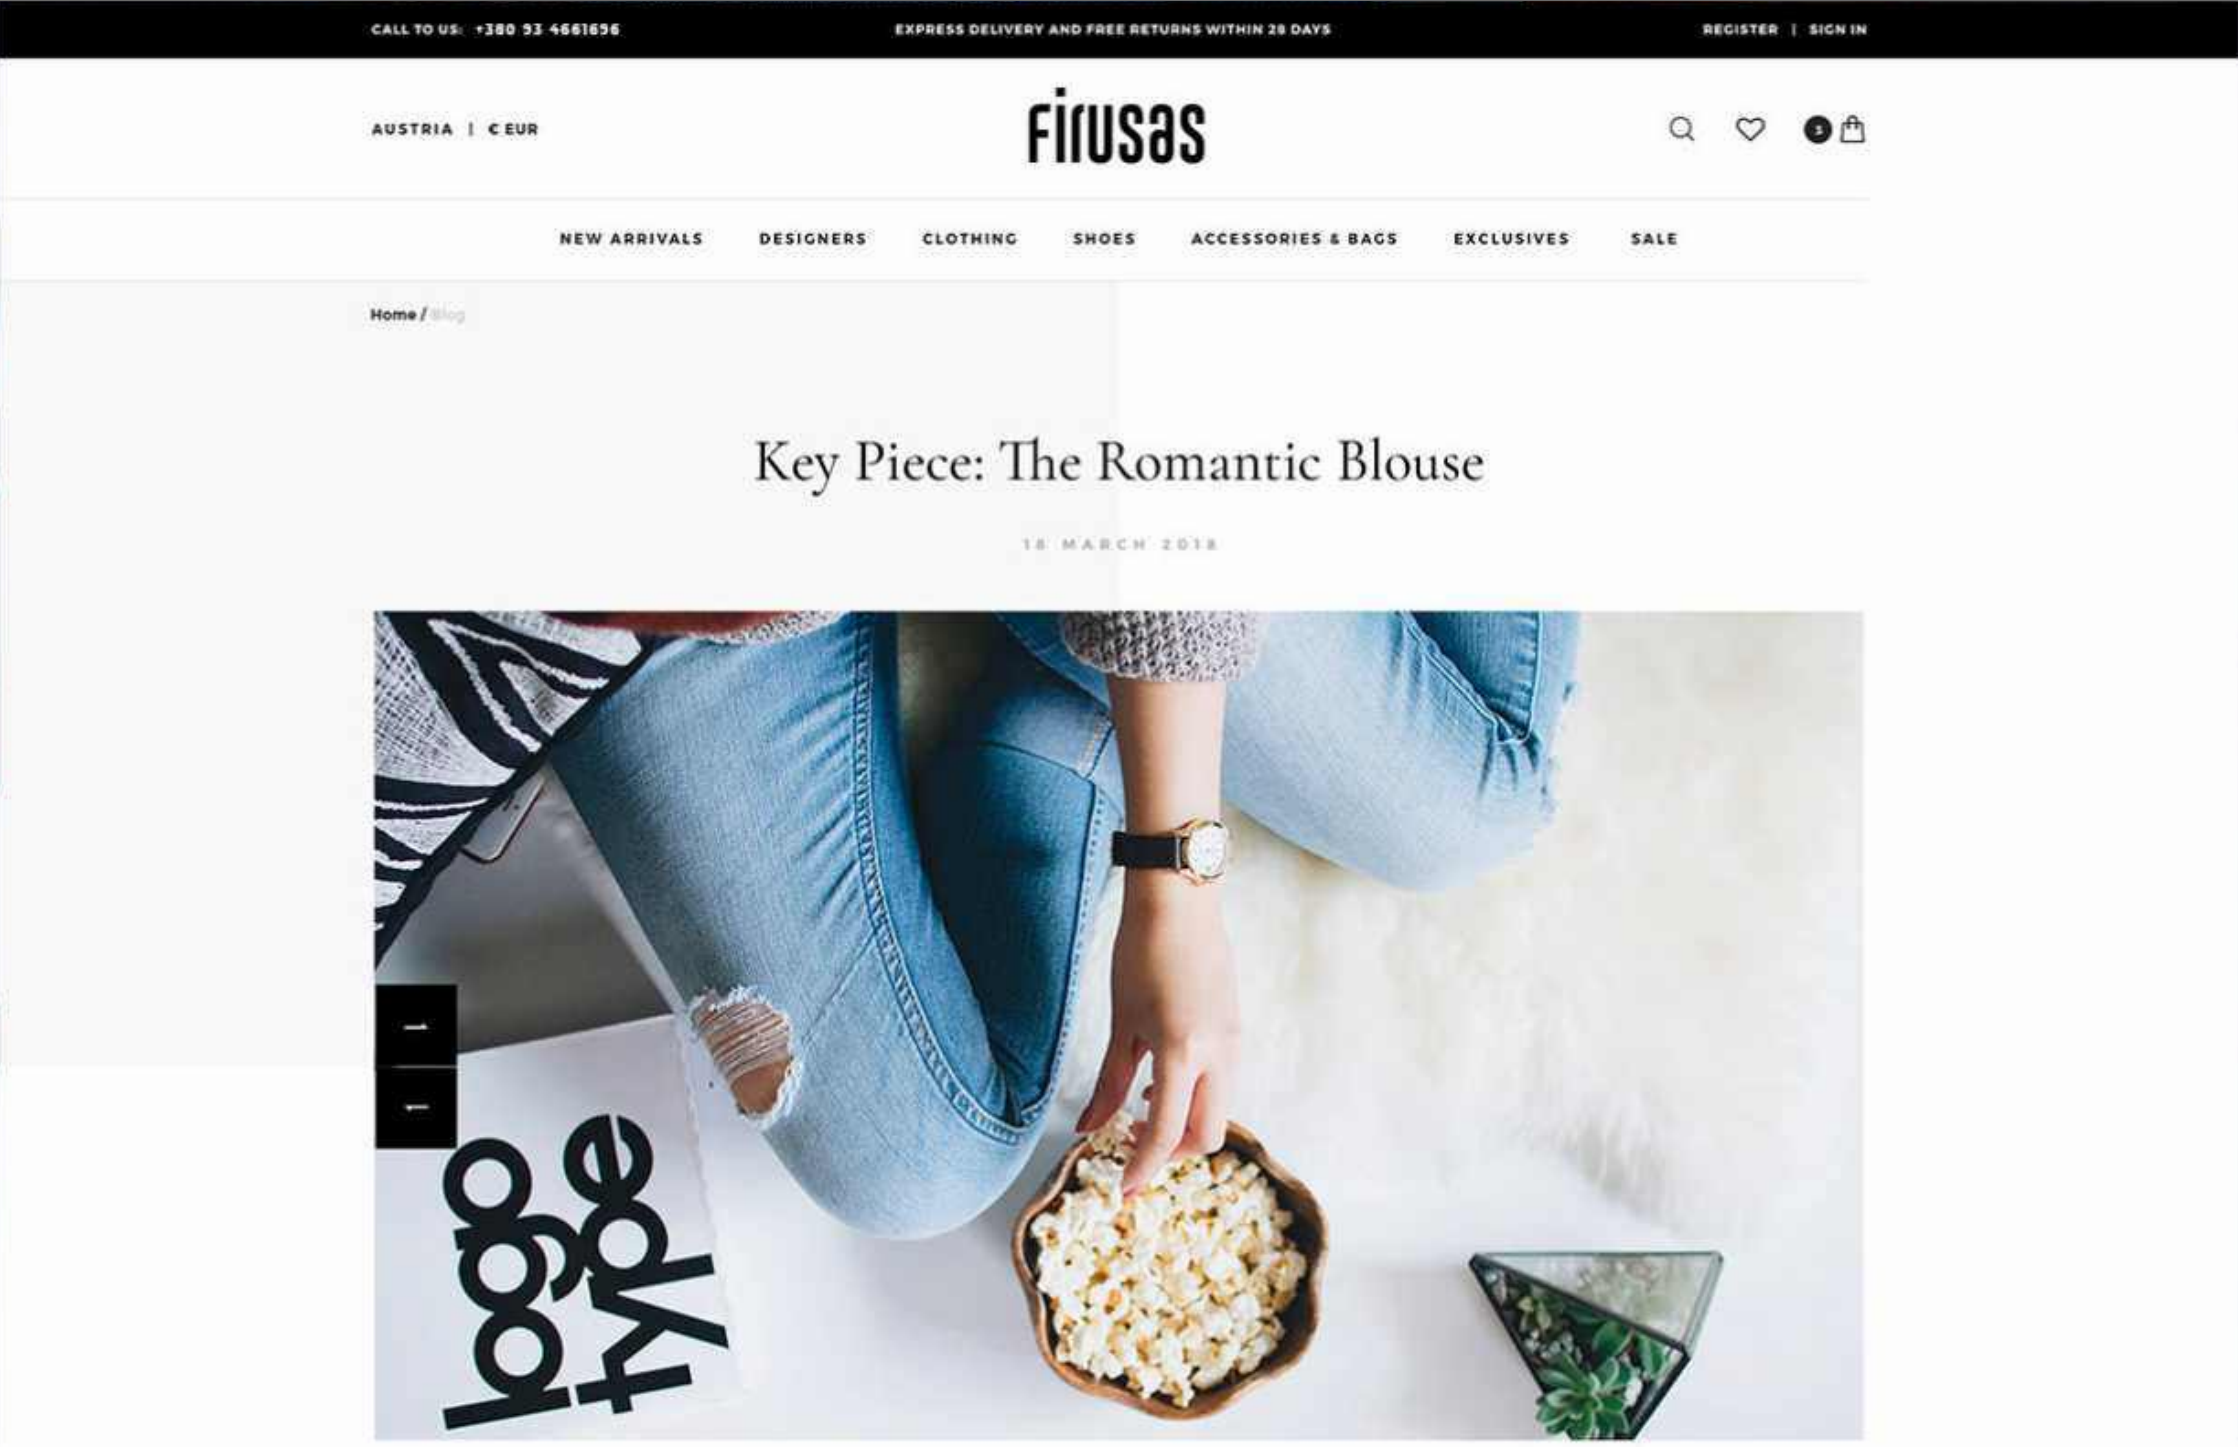 CALL TO US: +380 93 4661696
EXPRESS DELIVERY AND FREE RETURNS WITHIN 28 DAYS
REGISTER | SIGN IN
AUSTRIA | € EUR
Firusas
3
NEW ARRIVALS DESIGNERS CLOTHING SHOES ACCESSORIES & BAGS EXCLUSIVES SALE
Home / Blog
Key Piece: The Romantic Blouse
18 MARCH 2018
logo
type